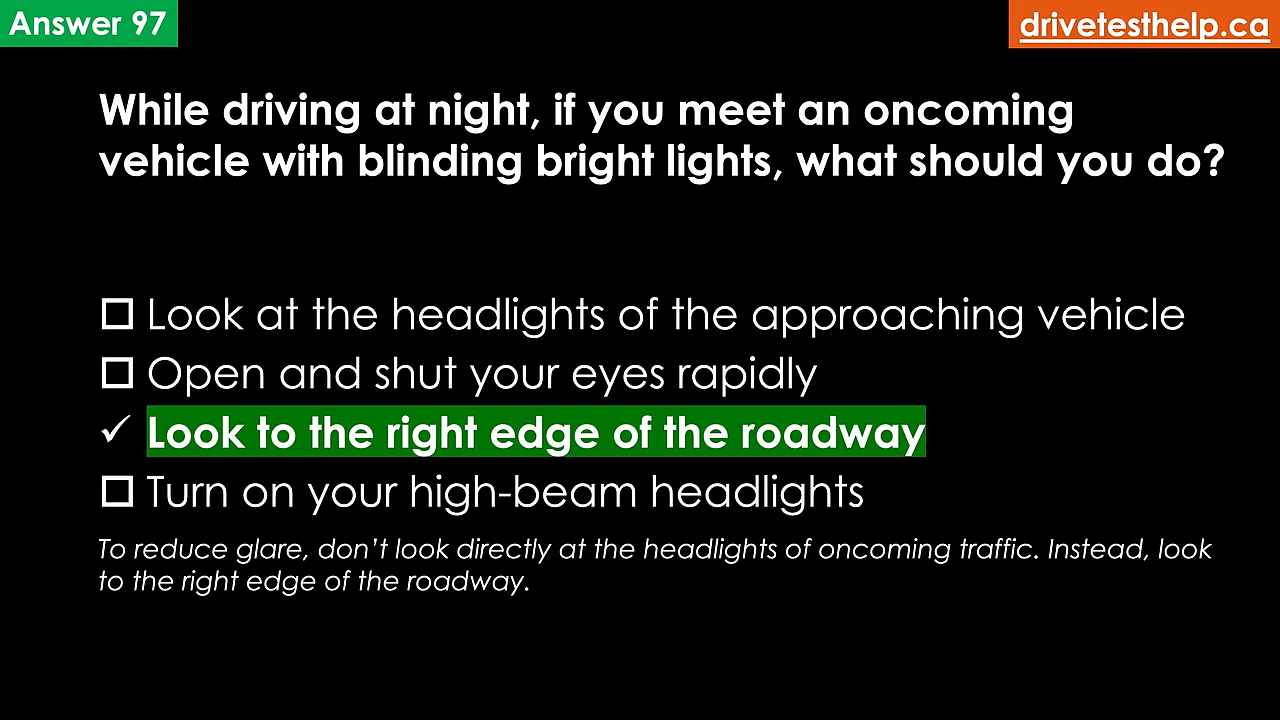 Answer 97
drivetesthelp.ca
While driving at night, if you meet an oncoming
vehicle with blinding bright lights, what should you do?
☐ Look at the headlights of the approaching vehicle
☐ Open and shut your eyes rapidly
✓ Look to the right edge of the roadway
☐ Turn on your high-beam headlights
To reduce glare, don’t look directly at the headlights of oncoming traffic. Instead, look
to the right edge of the roadway.